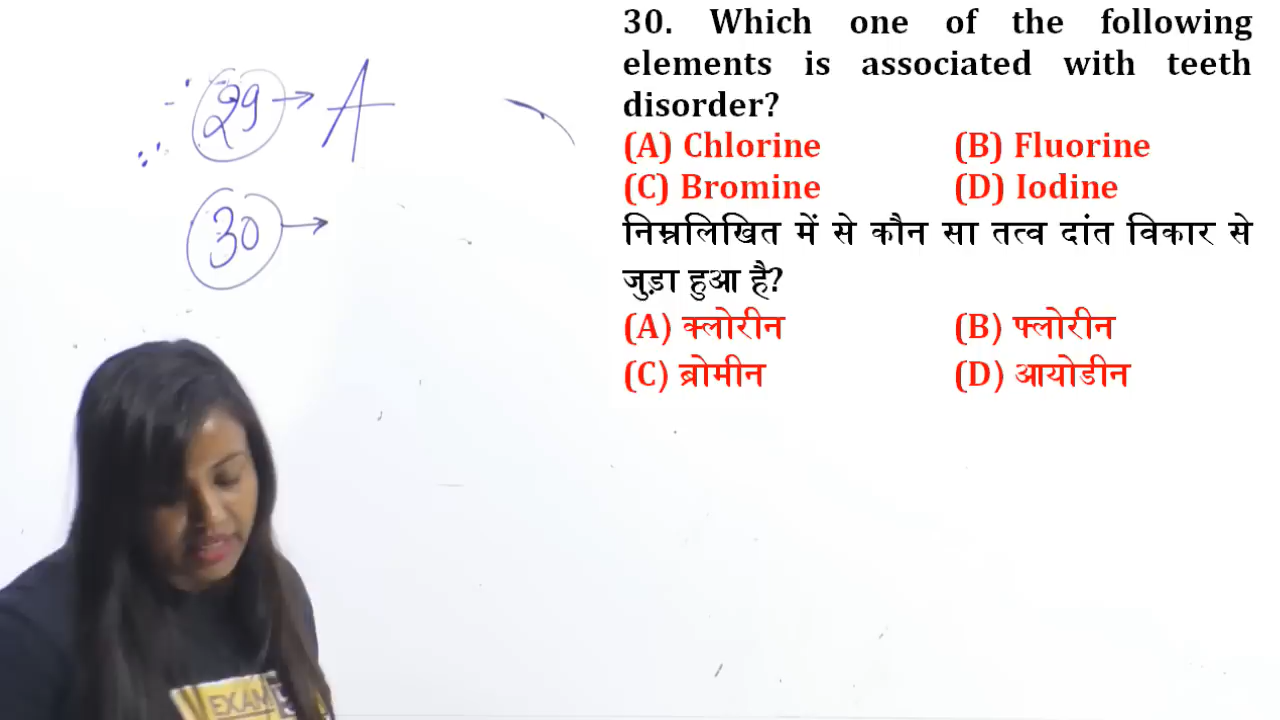 29 → A
30 →
30. Which one of the following
elements is associated with teeth
disorder?
(A) Chlorine (B) Fluorine
(C) Bromine (D) Iodine
निम्नलिखित में से कौन सा तत्व दांत विकार से
जुड़ा हुआ है?
(A) क्लोरीन (B) फ्लोरीन
(C) ब्रोमीन (D) आयोडीन
EXAM